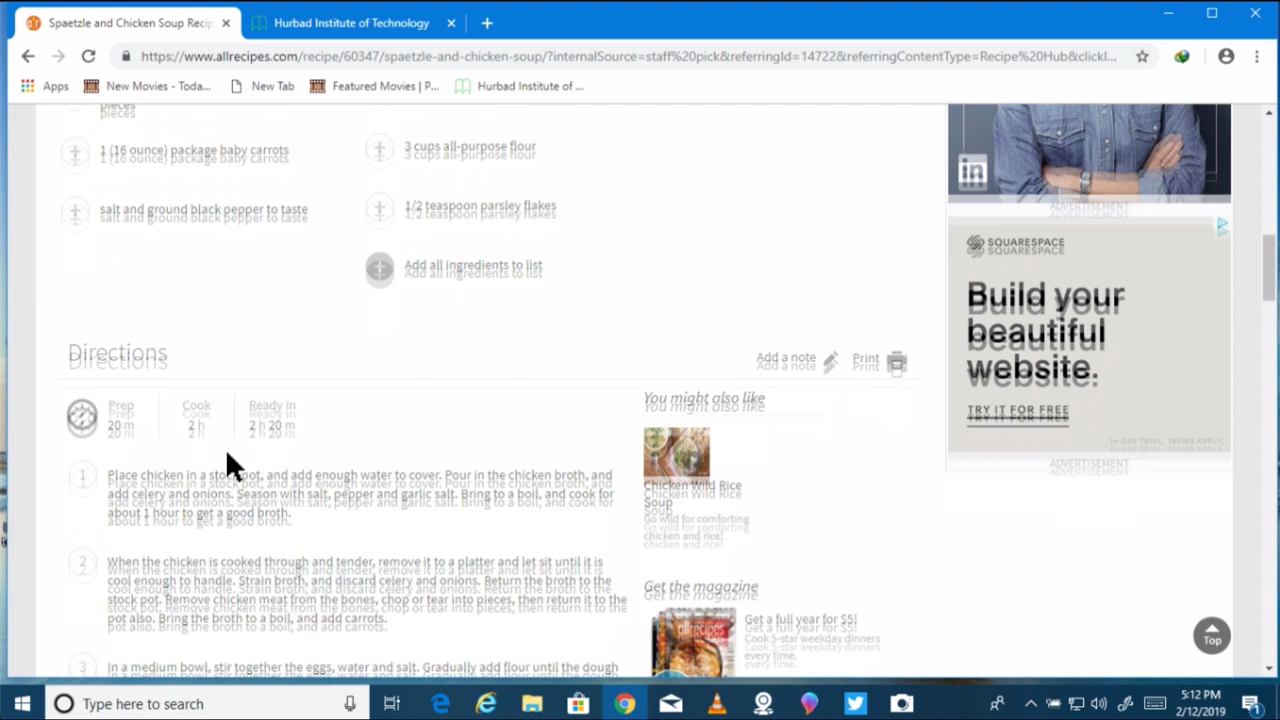 Spaetzle and Chicken Soup Recip
Hurbad Institute of Technology
https://www.allrecipes.com/recipe/60347/spaetzle-and-chicken-soup/?internalSource=staff%20pick&referringId=14722&referringContentType=Recipe%20Hub&clickI...
Apps
New Movies - Toda...
New Tab
Featured Movies | P...
Hurbad Institute of ...
pieces
1 (16 ounce) package baby carrots
3 cups all-purpose flour
salt and ground black pepper to taste
1/2 teaspoon parsley flakes
Add all ingredients to list
in
ADVERTISEMENT
SQUARESPACE
Build your
beautiful
website.
TRY IT FOR FREE
14-DAY TRIAL. TERMS APPLY.
ADVERTISEMENT
Directions
Add a note
Print
Prep
20 m
Cook
2 h
Ready In
2 h 20 m
1
Place chicken in a stock pot, and add enough water to cover. Pour in the chicken broth, and
add celery and onions. Season with salt, pepper and garlic salt. Bring to a boil, and cook for
about 1 hour to get a good broth.
2
When the chicken is cooked through and tender, remove it to a platter and let sit until it is
cool enough to handle. Strain broth, and discard celery and onions. Return the broth to the
stock pot. Remove chicken meat from the bones, chop or tear into pieces, then return it to the
pot also. Bring the broth to a boil, and add carrots.
3
In a medium bowl, stir together the eggs, water and salt. Gradually add flour until the dough
You might also like
Chicken Wild Rice
Soup
Go wild for comforting
chicken and rice!
Get the magazine
allrecipes
Get a full year for $5!
Cook 5-star weekday dinners
every time.
Top
Type here to search
5:12 PM
2/12/2019
1